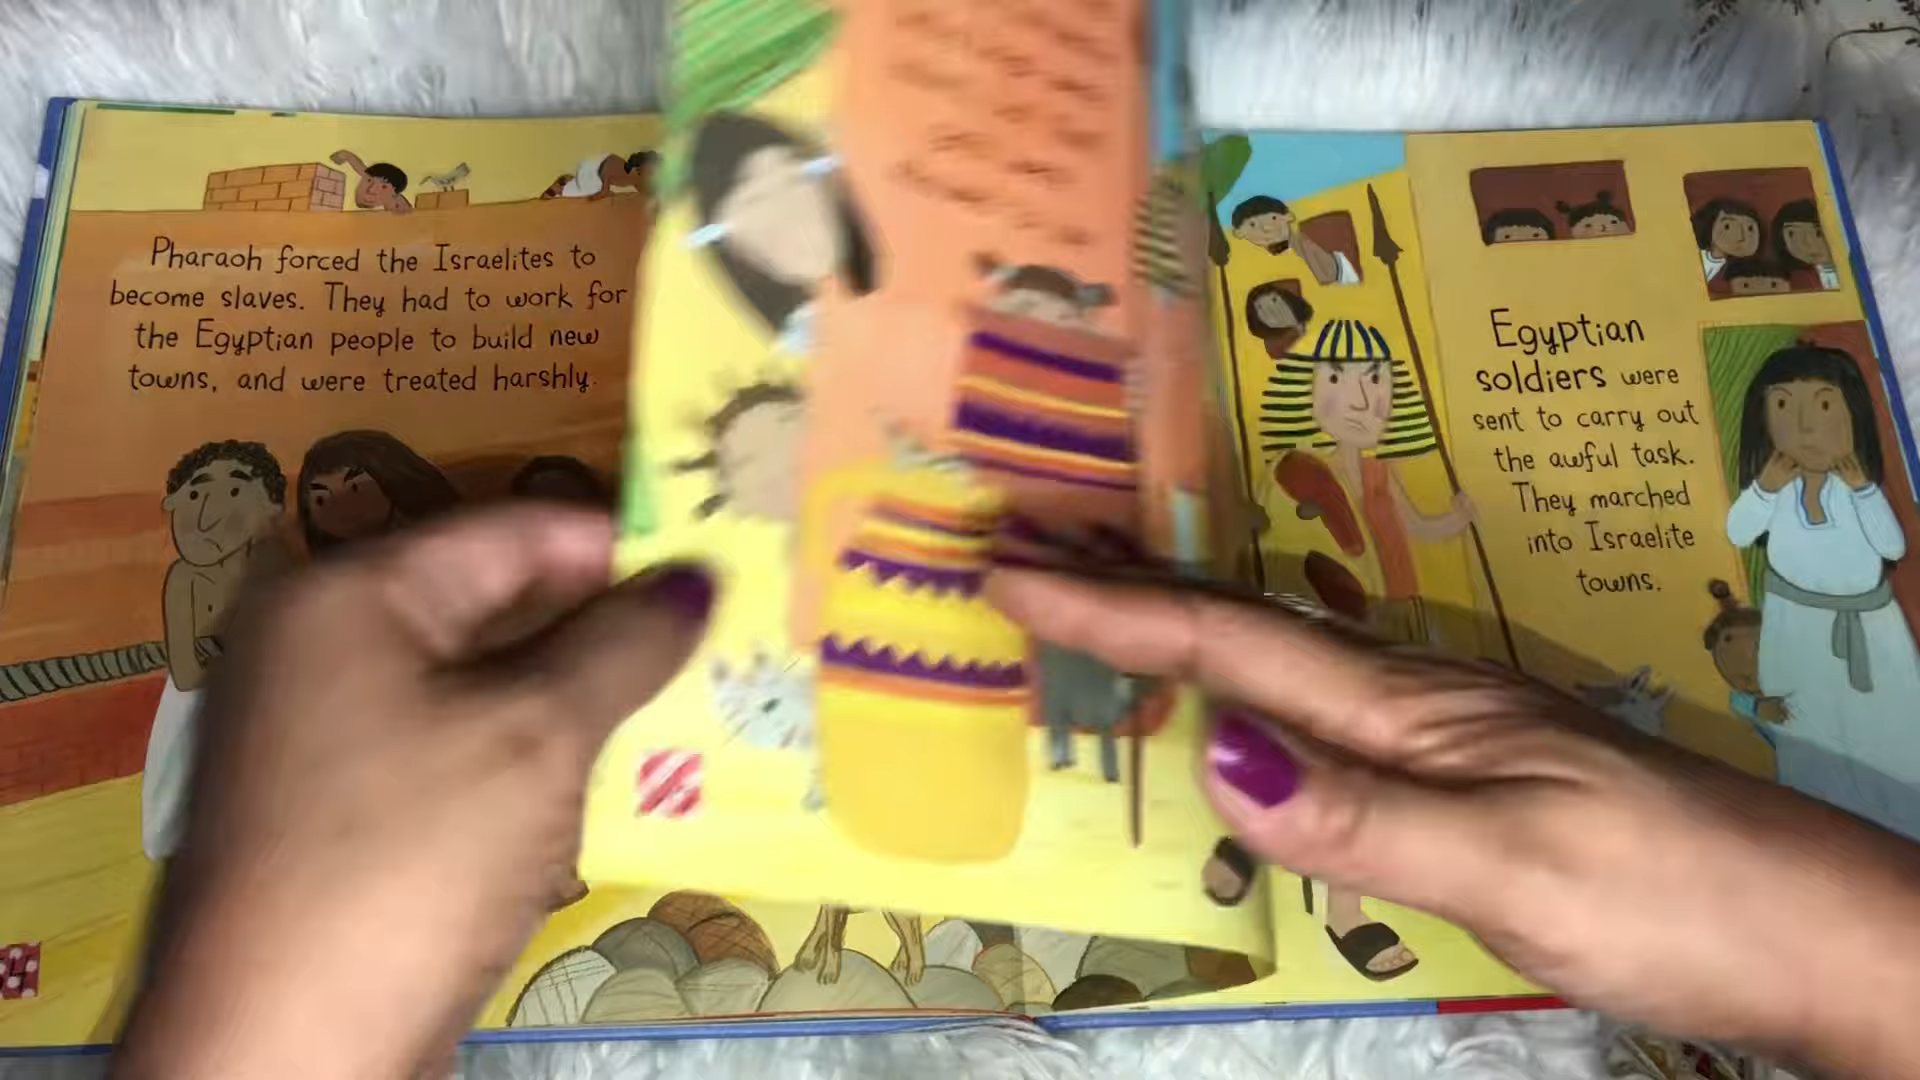 Pharaoh forced the Israelites to
become slaves. They had to work for
the Egyptian people to build new
towns, and were treated harshly.
Egyptian
soldiers were
sent to carry out
the awful task.
They marched
into Israelite
towns.